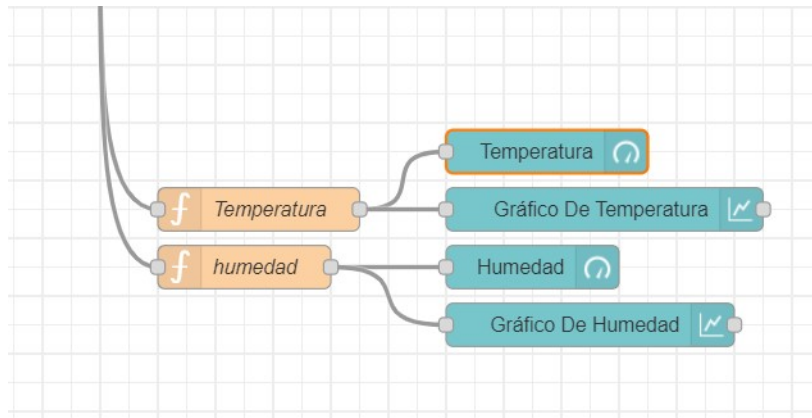 Temperatura
Temperatura
Gráfico De Temperatura
humedad
Humedad
Gráfico De Humedad